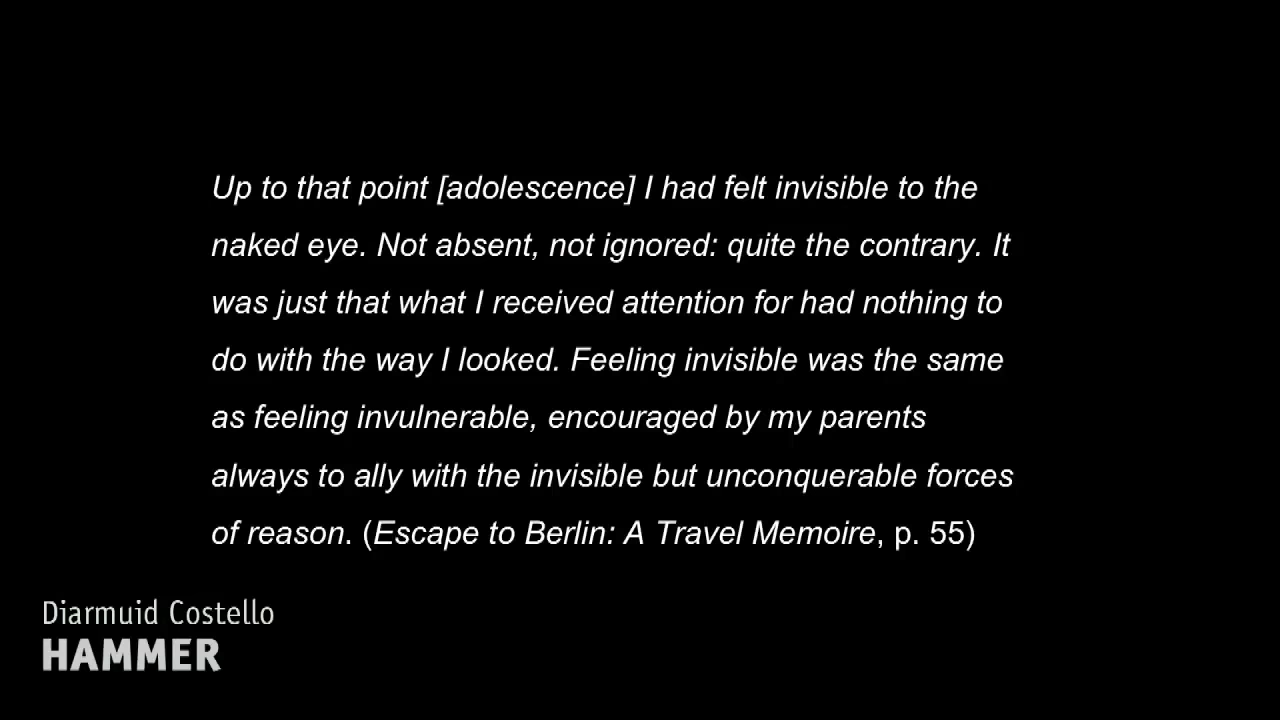 Up to that point [adolescence] I had felt invisible to the
naked eye. Not absent, not ignored: quite the contrary. It
was just that what I received attention for had nothing to
do with the way I looked. Feeling invisible was the same
as feeling invulnerable, encouraged by my parents
always to ally with the invisible but unconquerable forces
of reason. (Escape to Berlin: A Travel Memoire, p. 55)
Diarmuid Costello
HAMMER